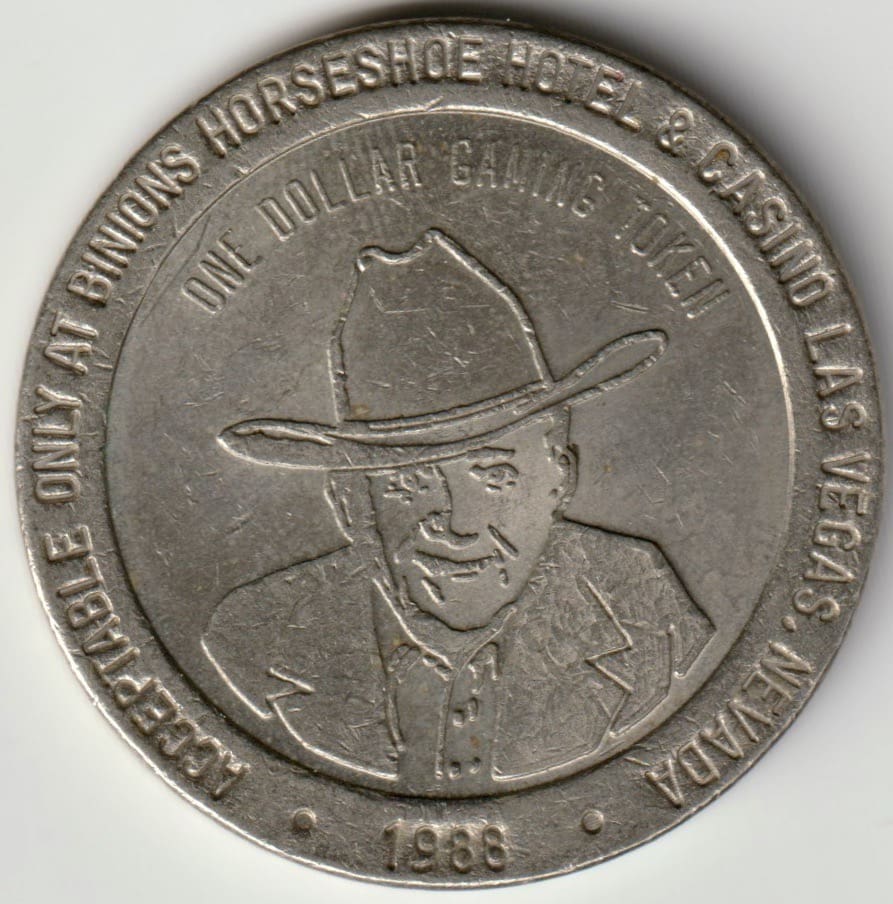 ACCEPTABLE ONLY AT BINIONS HORSESHOE HOTEL & CASINO LAS VEGAS, NEVADA
ONE DOLLAR GAMING TOKEN
• 1988 •